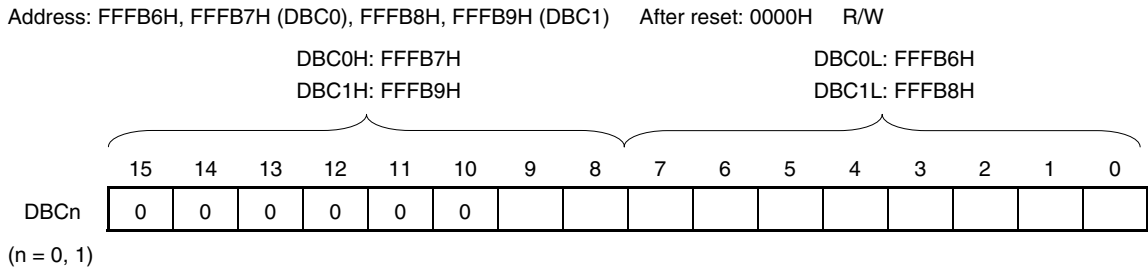 Address: FFFB6H, FFFB7H (DBC0), FFFB8H, FFFB9H (DBC1) After reset: 0000H R/W
DBC0H: FFFB7H DBC0L: FFFB6H
DBC1H: FFFB9H DBC1L: FFFB8H
15 14 13 12 11 10 9 8 7 6 5 4 3 2 1 0
DBCn 0 0 0 0 0 0
(n = 0, 1)